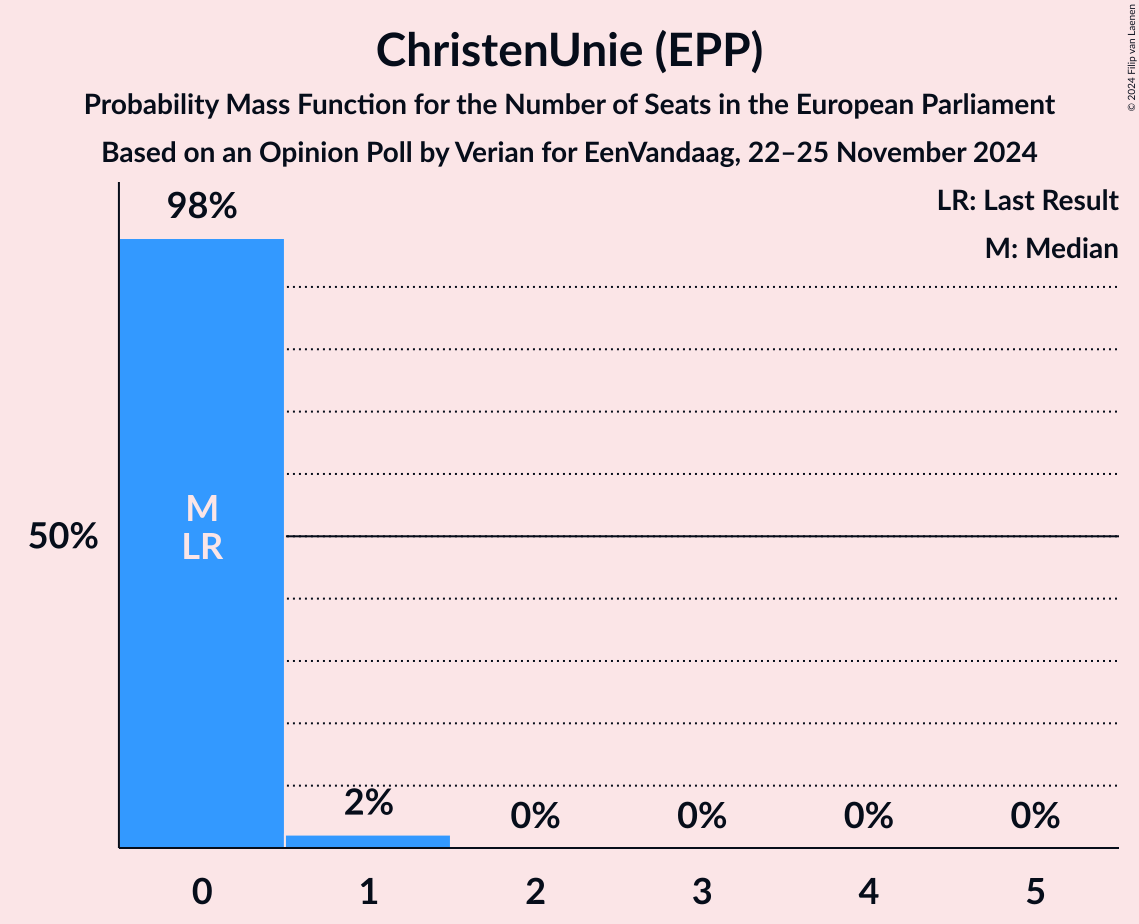 ChristenUnie (EPP)
Probability Mass Function for the Number of Seats in the European Parliament
Based on an Opinion Poll by Verian for EenVandaag, 22–25 November 2024
© 2024 Filip van Laenen
LR: Last Result
M: Median
98%
M
LR
50%
2%
0%
0%
0%
0%
0
1
2
3
4
5